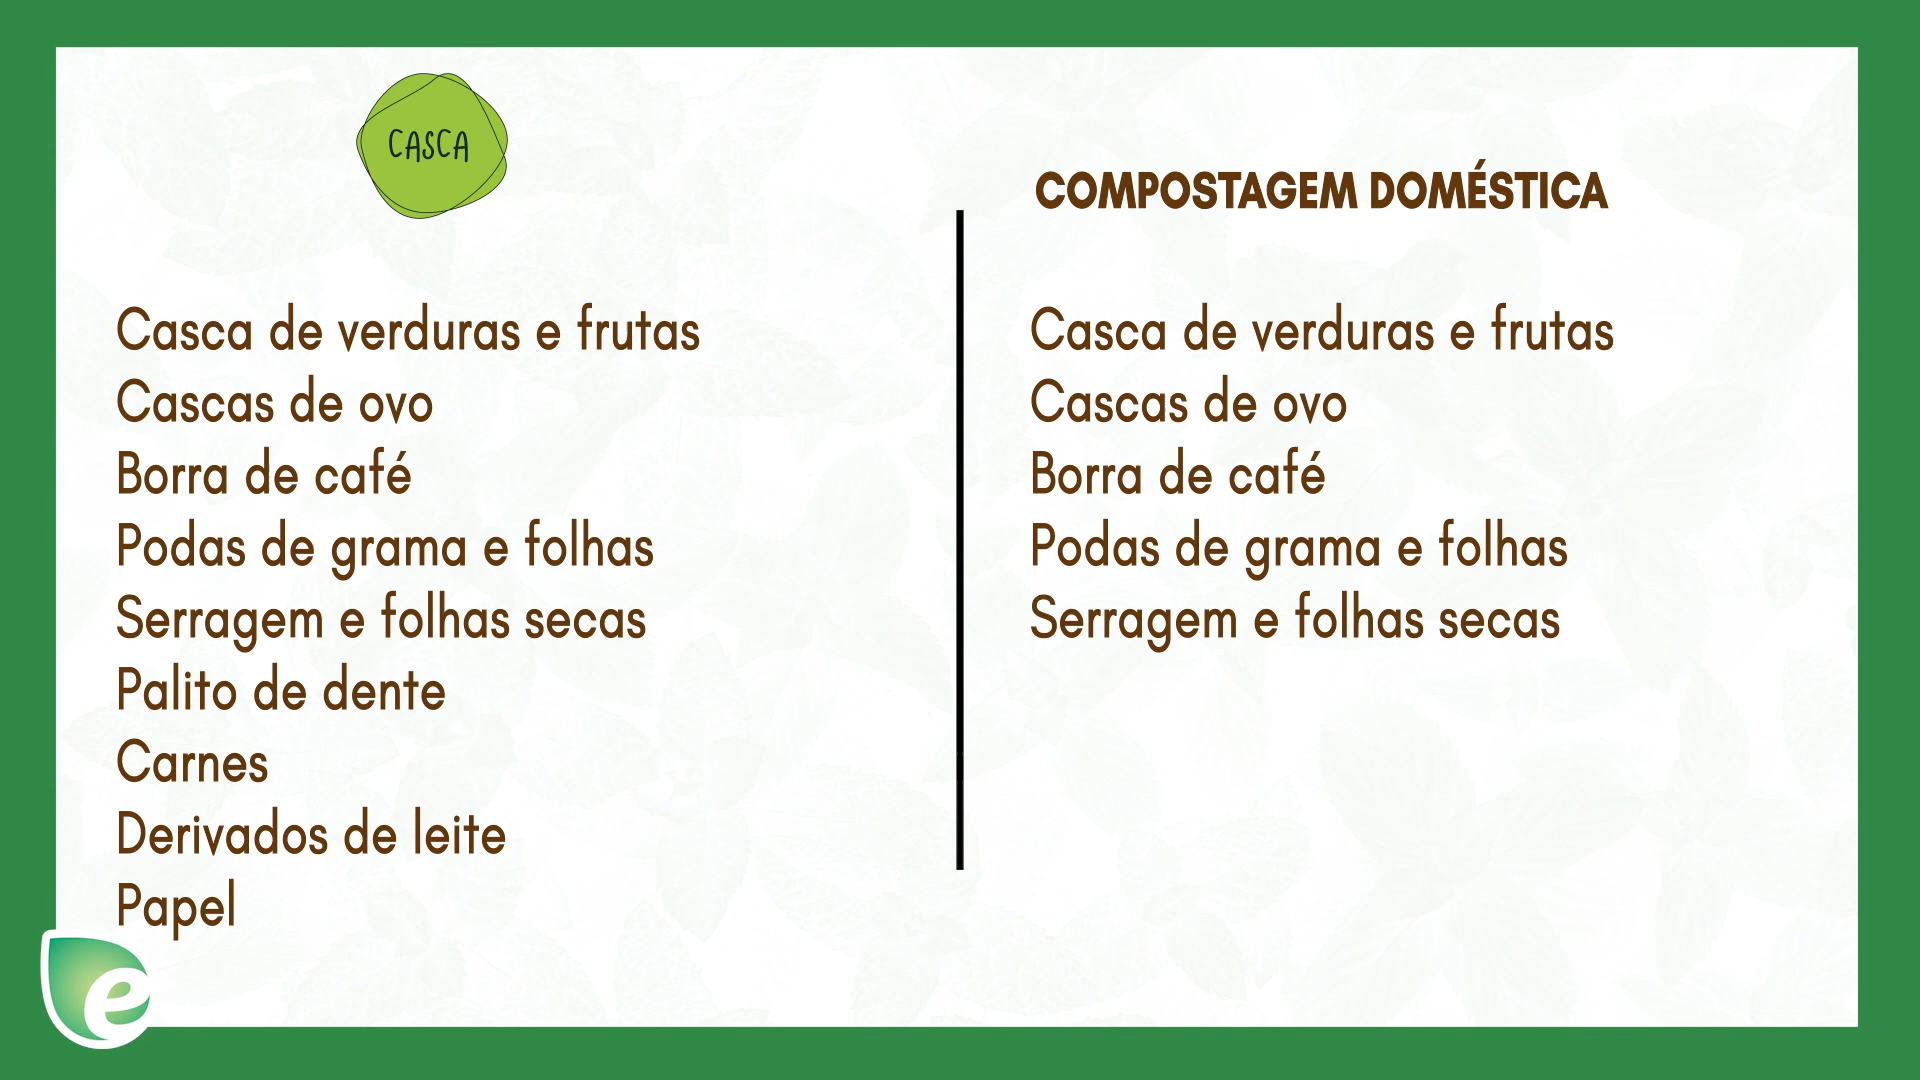 CASCA
Casca de verduras e frutas
Cascas de ovo
Borra de café
Podas de grama e folhas
Serragem e folhas secas
Palito de dente
Carnes
Derivados de leite
Papel
COMPOSTAGEM DOMÉSTICA
Casca de verduras e frutas
Cascas de ovo
Borra de café
Podas de grama e folhas
Serragem e folhas secas
e